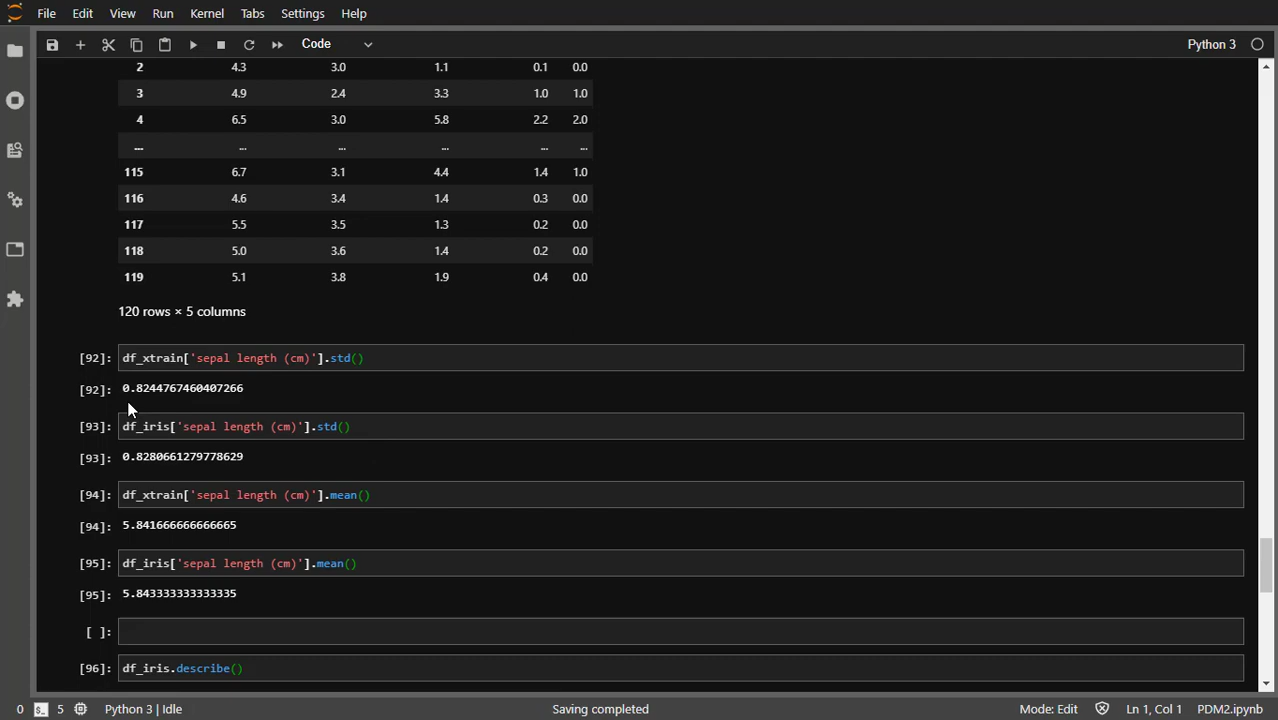 File Edit View Run Kernel Tabs Settings Help
Code Python 3
2 4.3 3.0 1.1 0.1 0.0
3 4.9 2.4 3.3 1.0 1.0
4 6.5 3.0 5.8 2.2 2.0
... ... ... ... ... ...
115 6.7 3.1 4.4 1.4 1.0
116 4.6 3.4 1.4 0.3 0.0
117 5.5 3.5 1.3 0.2 0.0
118 5.0 3.6 1.4 0.2 0.0
119 5.1 3.8 1.9 0.4 0.0
120 rows × 5 columns
[92]: df_xtrain['sepal length (cm)'].std()
[92]: 0.8244767460407266
[93]: df_iris['sepal length (cm)'].std()
[93]: 0.8280661279778629
[94]: df_xtrain['sepal length (cm)'].mean()
[94]: 5.841666666666665
[95]: df_iris['sepal length (cm)'].mean()
[95]: 5.843333333333335
[ ]:
[96]: df_iris.describe()
0 $_ 5 Python 3 | Idle Saving completed Mode: Edit Ln 1, Col 1 PDM2.ipynb